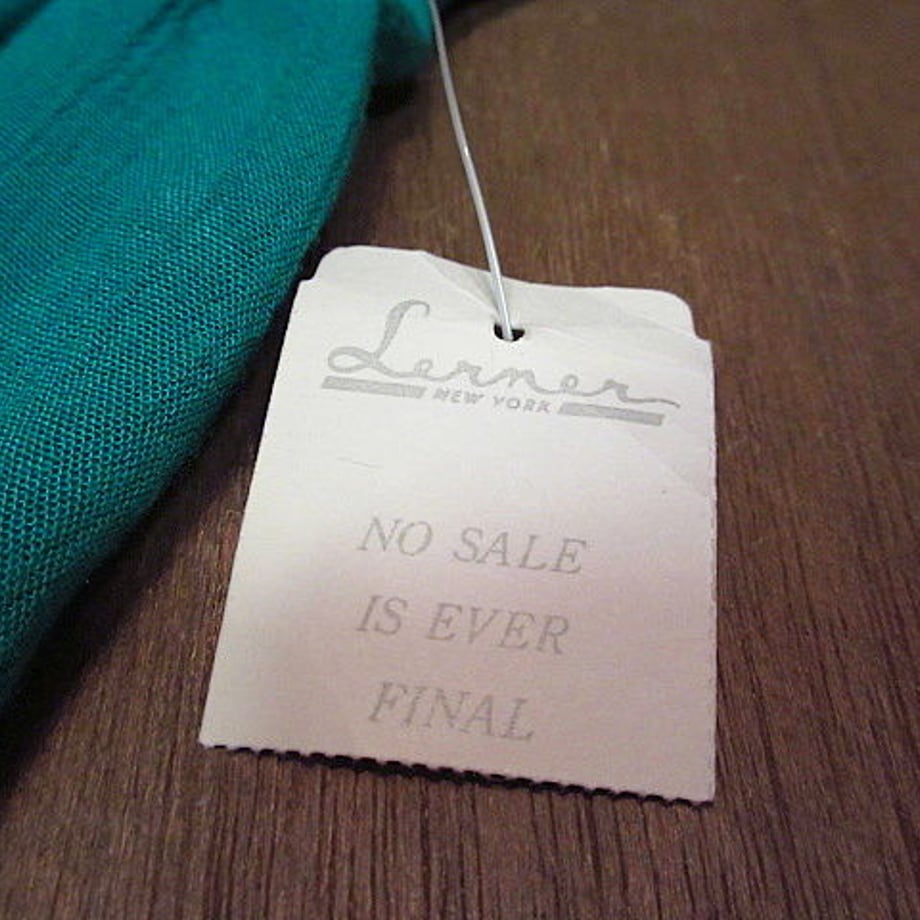 Lerner
NEW YORK
NO SALE
IS EVER
FINAL